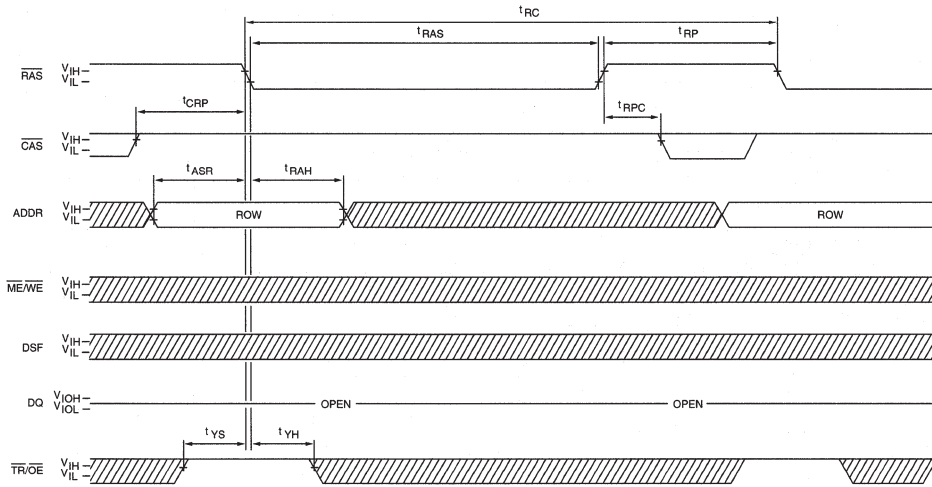 tRC
tRAS
tRP
RAS VIH
VIL
tCRP
tRPC
CAS VIH
VIL
tASR
tRAH
ADDR VIH
VIL
ROW
ROW
ME/WE VIH
VIL
DSF VIH
VIL
DQ VIOH
VIOL
OPEN
OPEN
tYS
tYH
TR/OE VIH
VIL